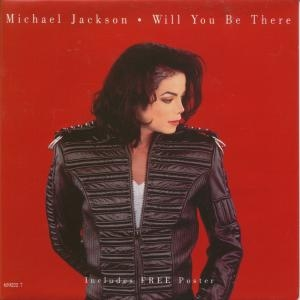 Michael Jackson • Will You Be There
Includes FREE Poster